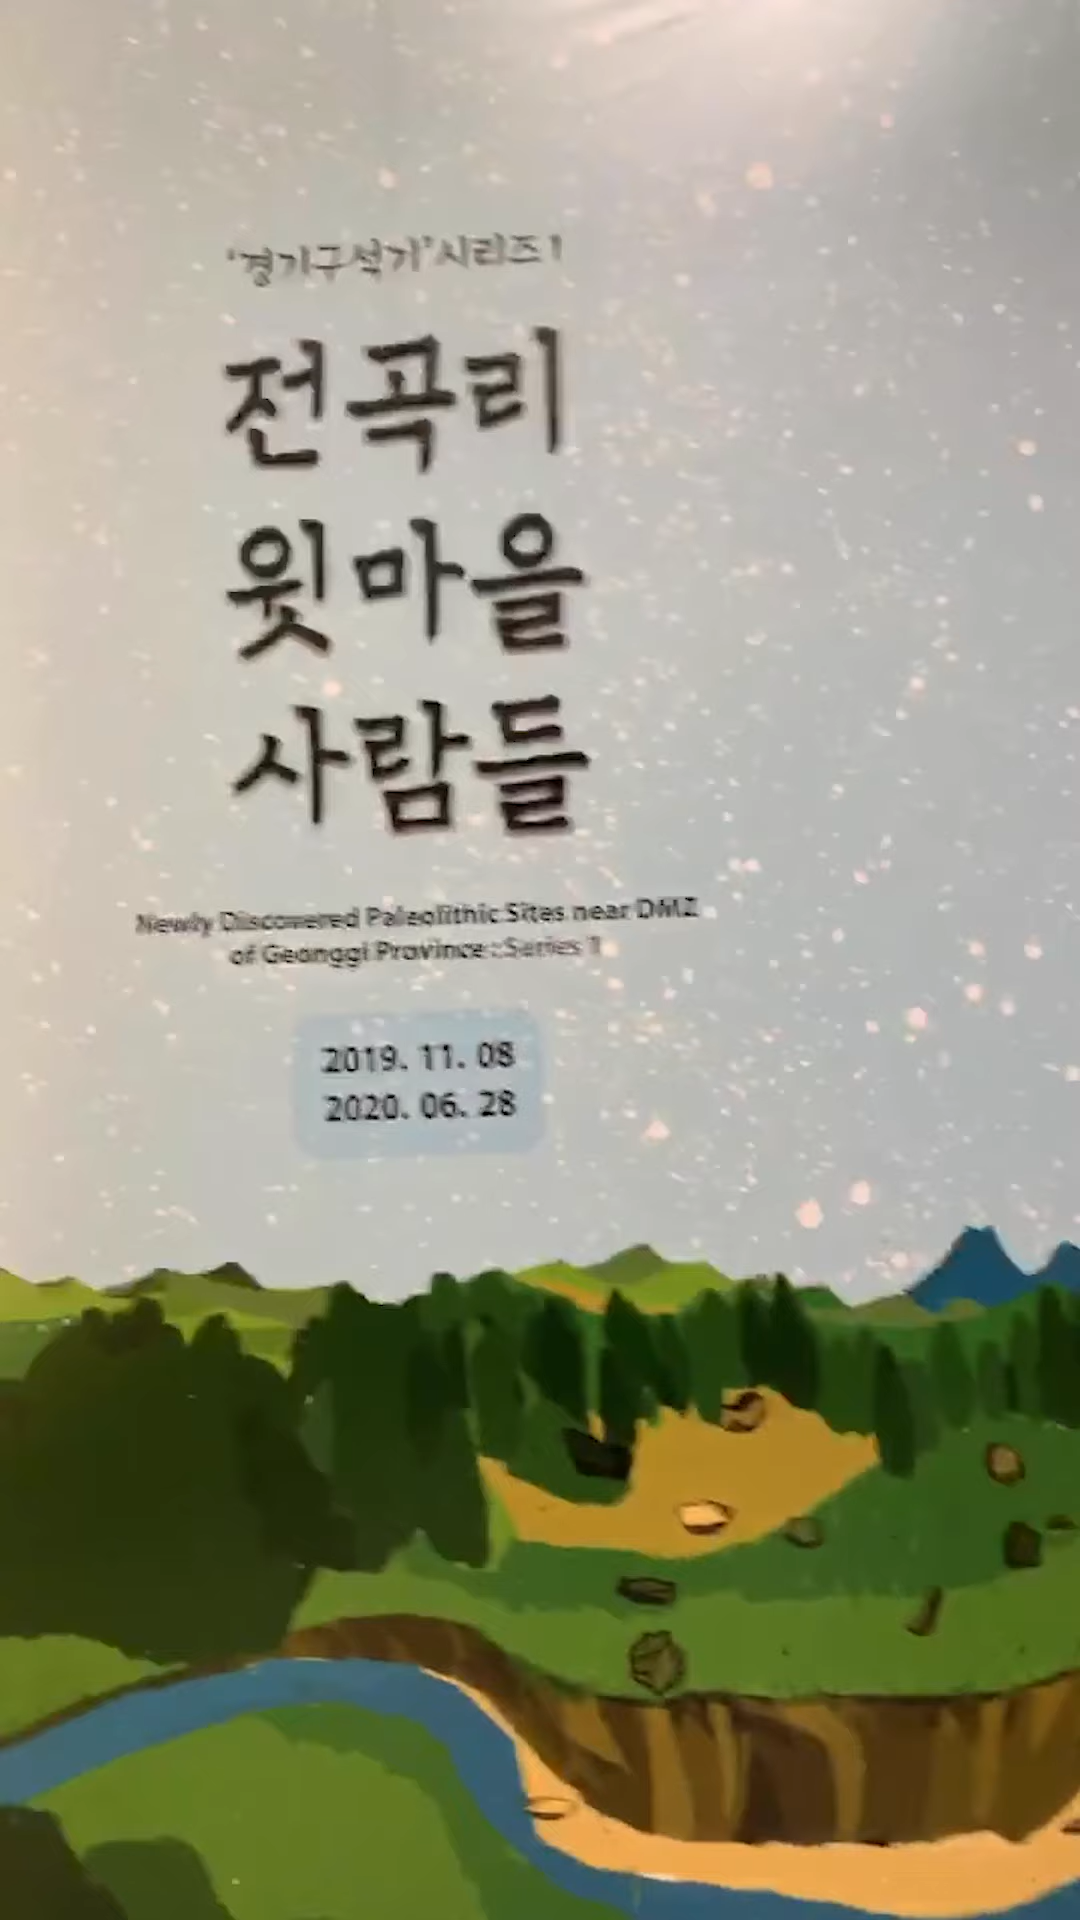 '경기구석기' 시리즈 1
전곡리
윗마을
사람들
Newly Discovered Paleolithic Sites near DMZ
of Geonggi Province : Series 1
2019. 11. 08
2020. 06. 28